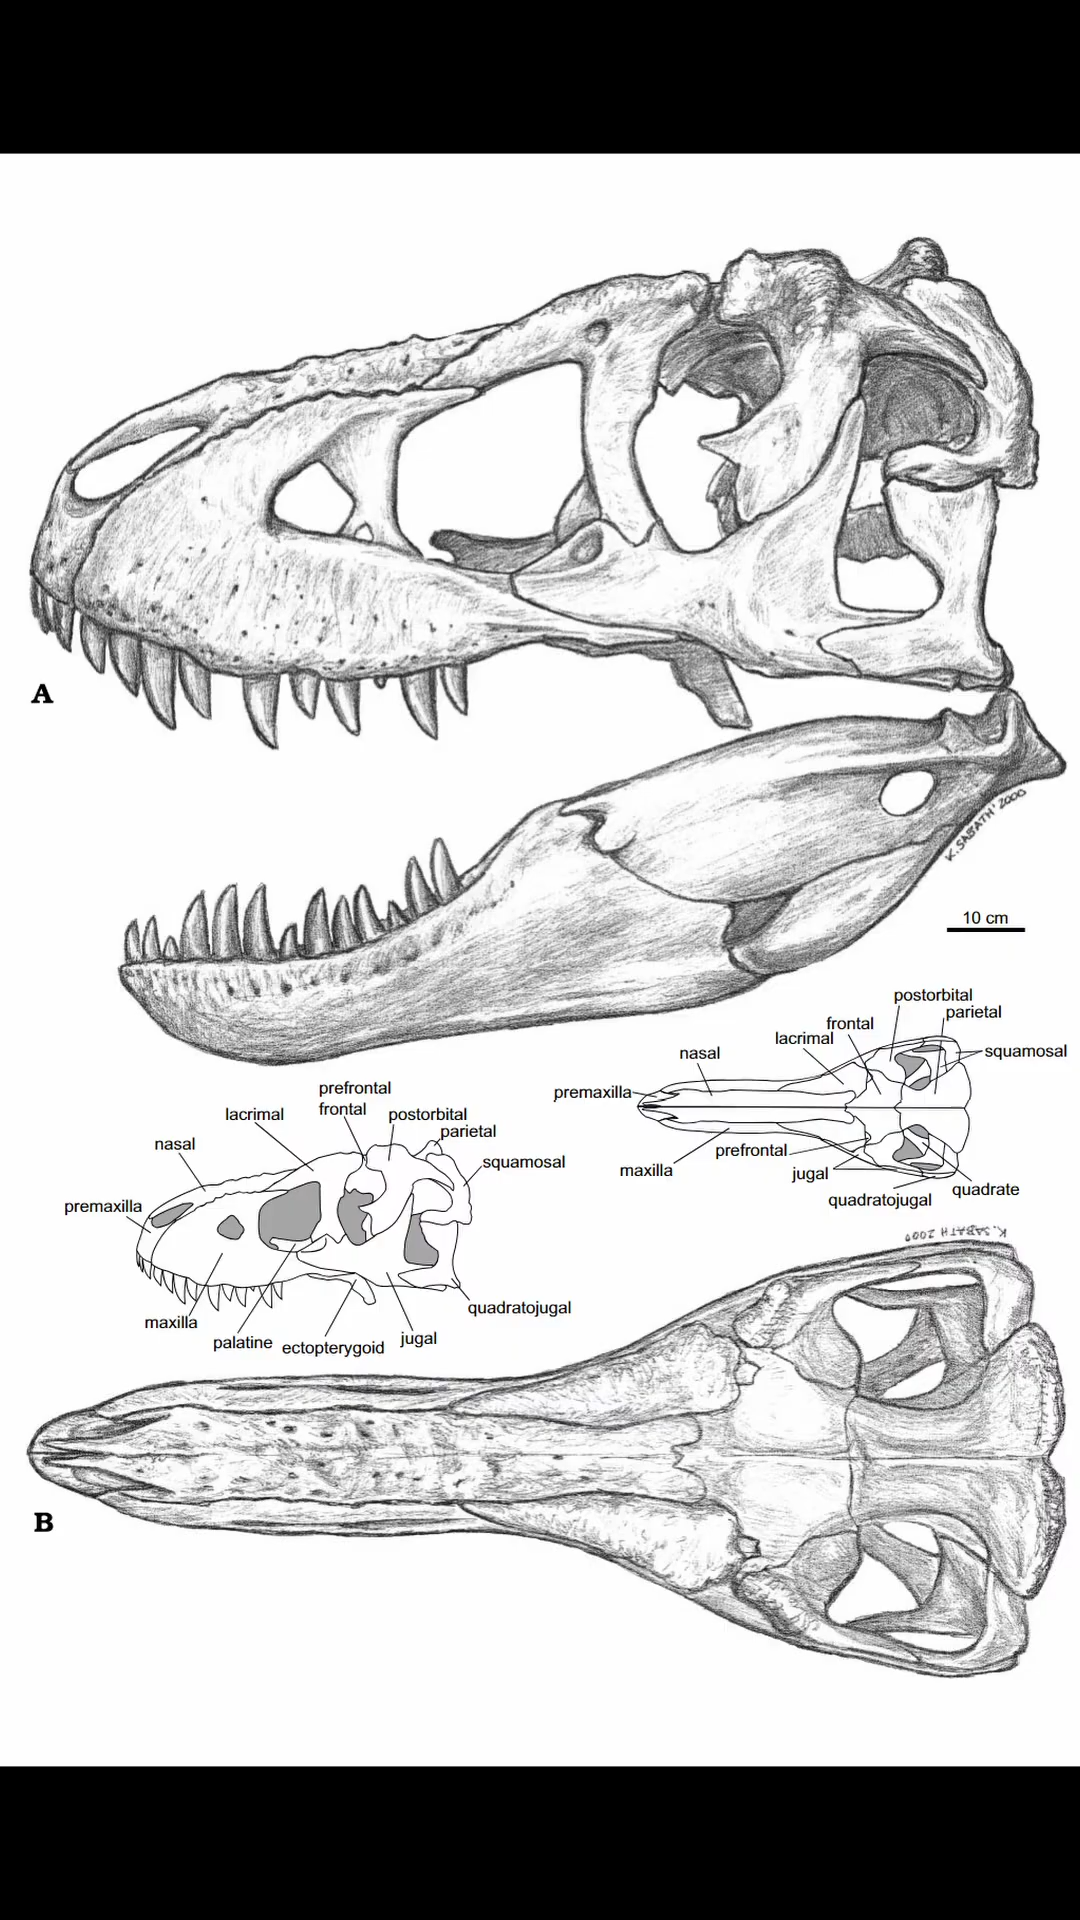 A
K. SABATH' 2000
10 cm
postorbital
parietal
frontal
lacrimal
squamosal
nasal
premaxilla
prefrontal
maxilla
jugal
quadratojugal
quadrate
prefrontal
frontal
lacrimal
postorbital
parietal
nasal
squamosal
premaxilla
maxilla
palatine
ectopterygoid
jugal
quadratojugal
K. SABATH 2000
B